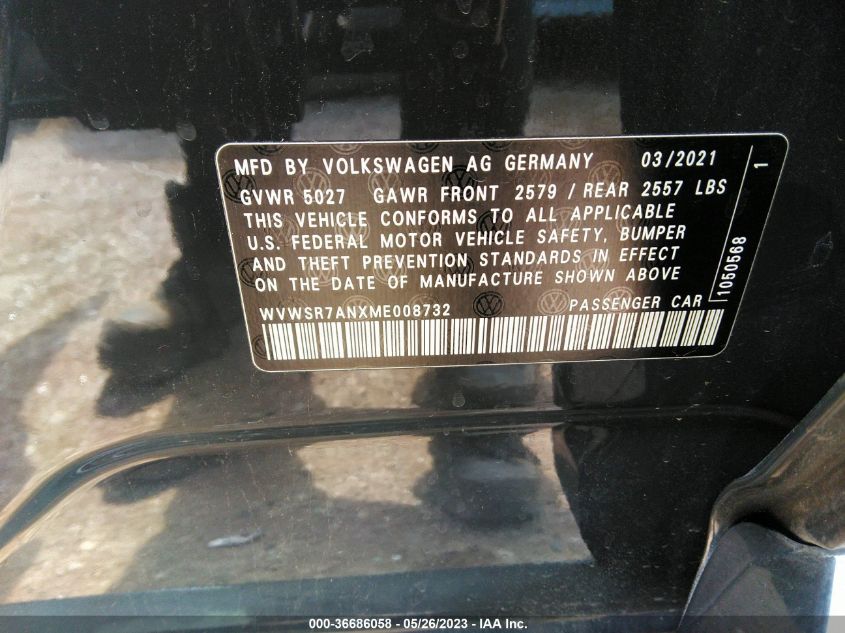 MFD BY VOLKSWAGEN AG GERMANY 03/2021
GVWR 5027 GAWR FRONT 2579 / REAR 2557 LBS
THIS VEHICLE CONFORMS TO ALL APPLICABLE
U.S. FEDERAL MOTOR VEHICLE SAFETY, BUMPER
AND THEFT PREVENTION STANDARDS IN EFFECT
ON THE DATE OF MANUFACTURE SHOWN ABOVE
WVWSR7ANXME008732 PASSENGER CAR
1050568 1
000-36686058 - 05/26/2023 - © IAA Inc.